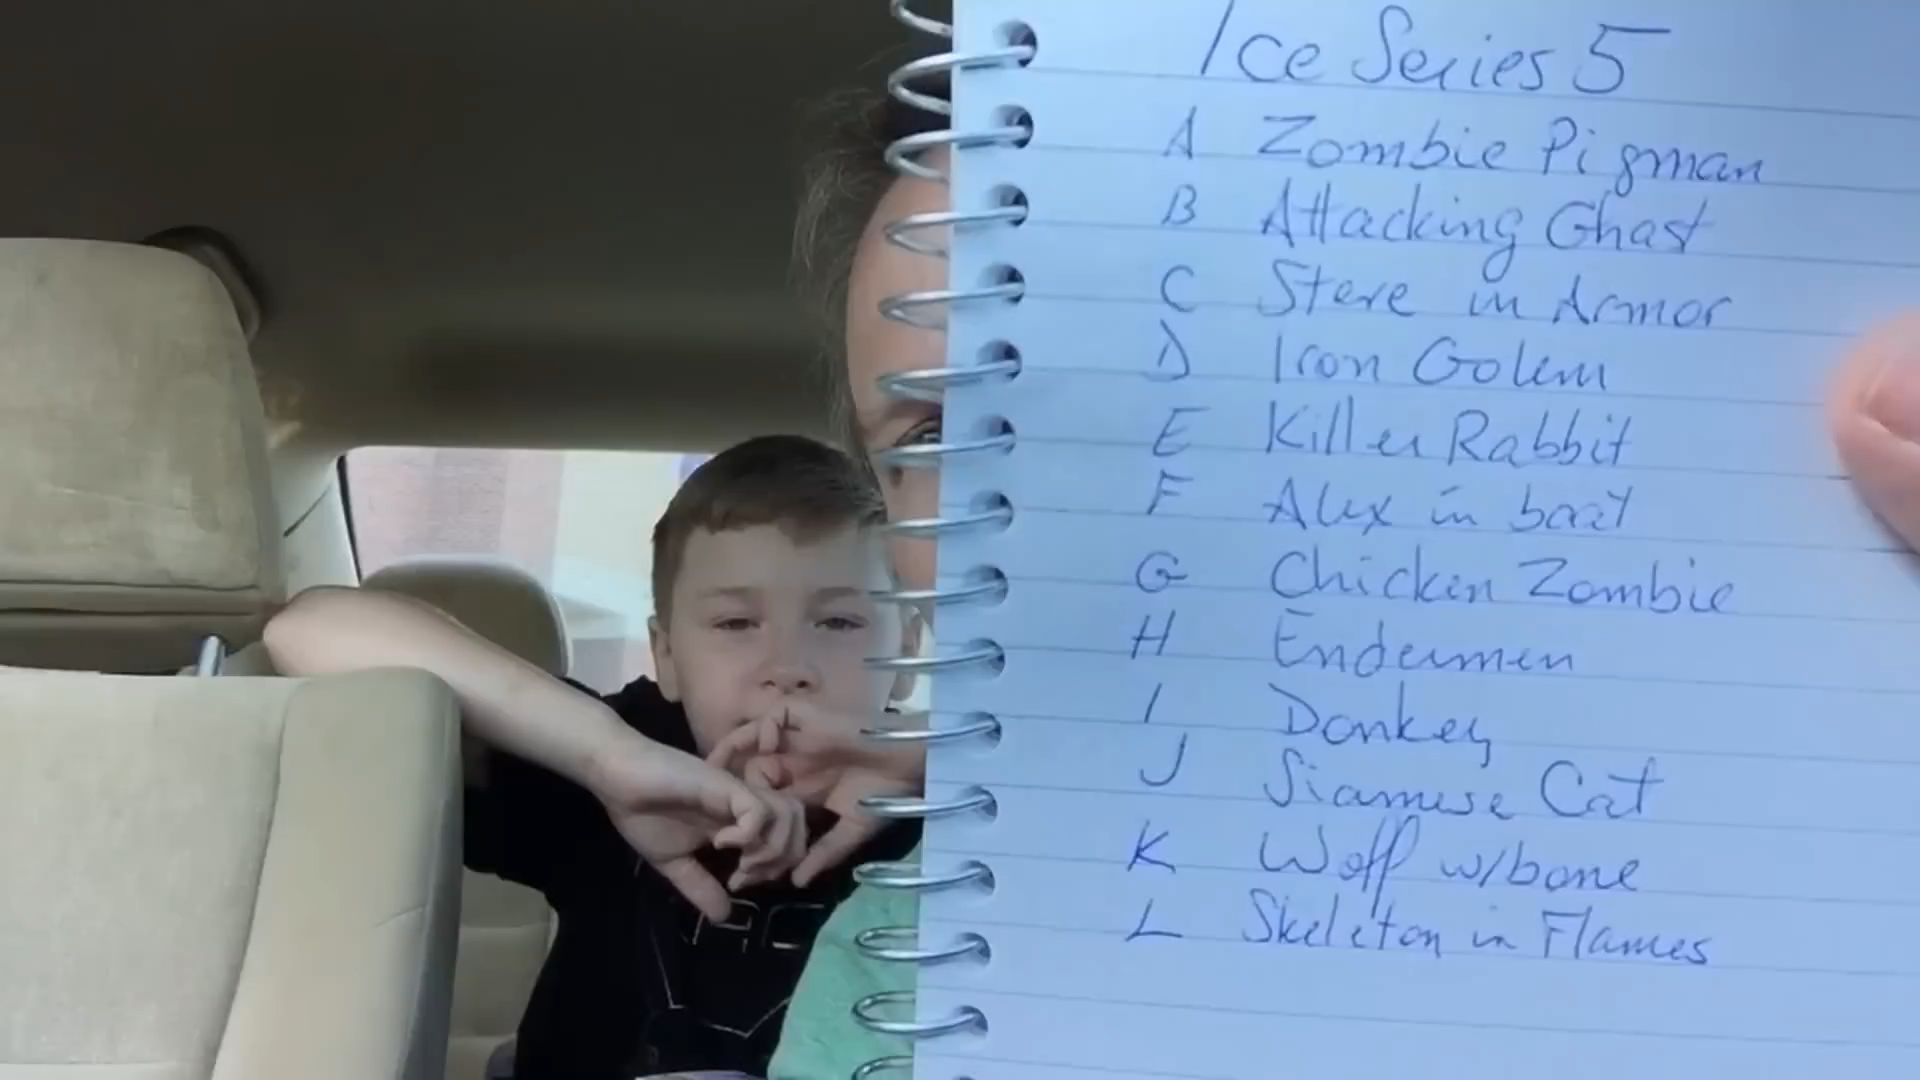 Ice Series 5
A Zombie Pigman
B Attacking Ghast
C Steve in Armor
D Iron Golem
E Killer Rabbit
F Alex in boat
G Chicken Zombie
H Endermen
I Donkey
J Siamese Cat
K Wolf w/bone
L Skeleton in Flames